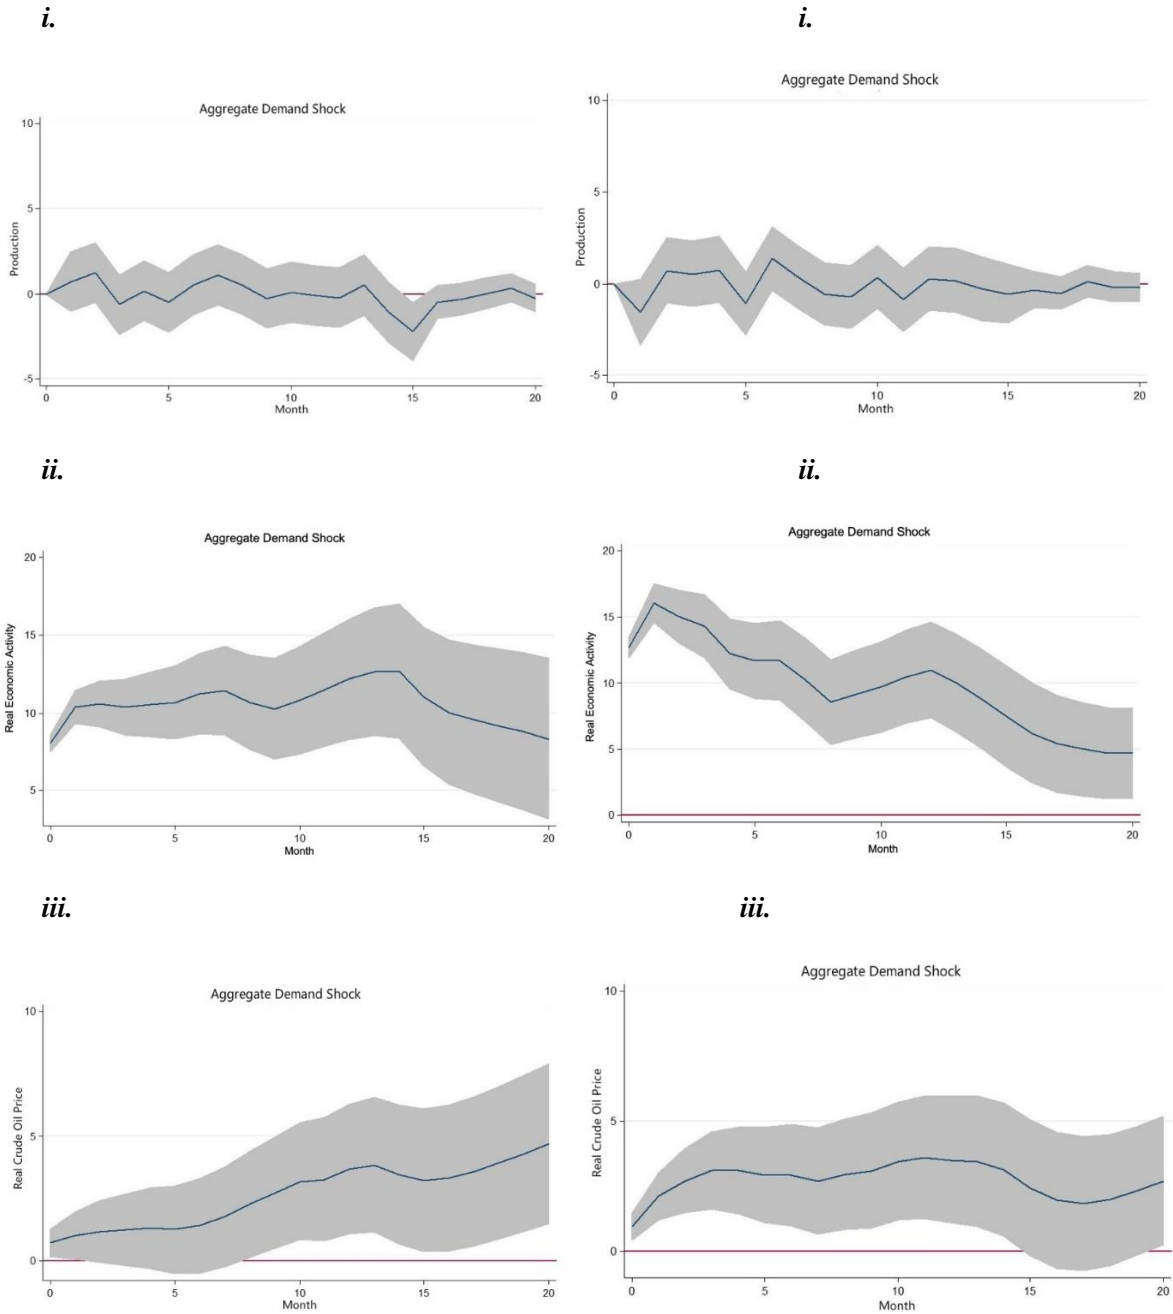 i.
Aggregate Demand Shock
Production
10
5
0
-5
0 5 10 15 20
Month
i.
Aggregate Demand Shock
Production
10
5
0
-5
0 5 10 15 20
Month
ii.
Aggregate Demand Shock
Real Economic Activity
20
15
10
5
0 5 10 15 20
Month
ii.
Aggregate Demand Shock
Real Economic Activity
20
15
10
5
0
0 5 10 15 20
Month
iii.
Aggregate Demand Shock
Real Crude Oil Price
10
5
0
0 5 10 15 20
Month
iii.
Aggregate Demand Shock
Real Crude Oil Price
10
5
0
0 5 10 15 20
Month